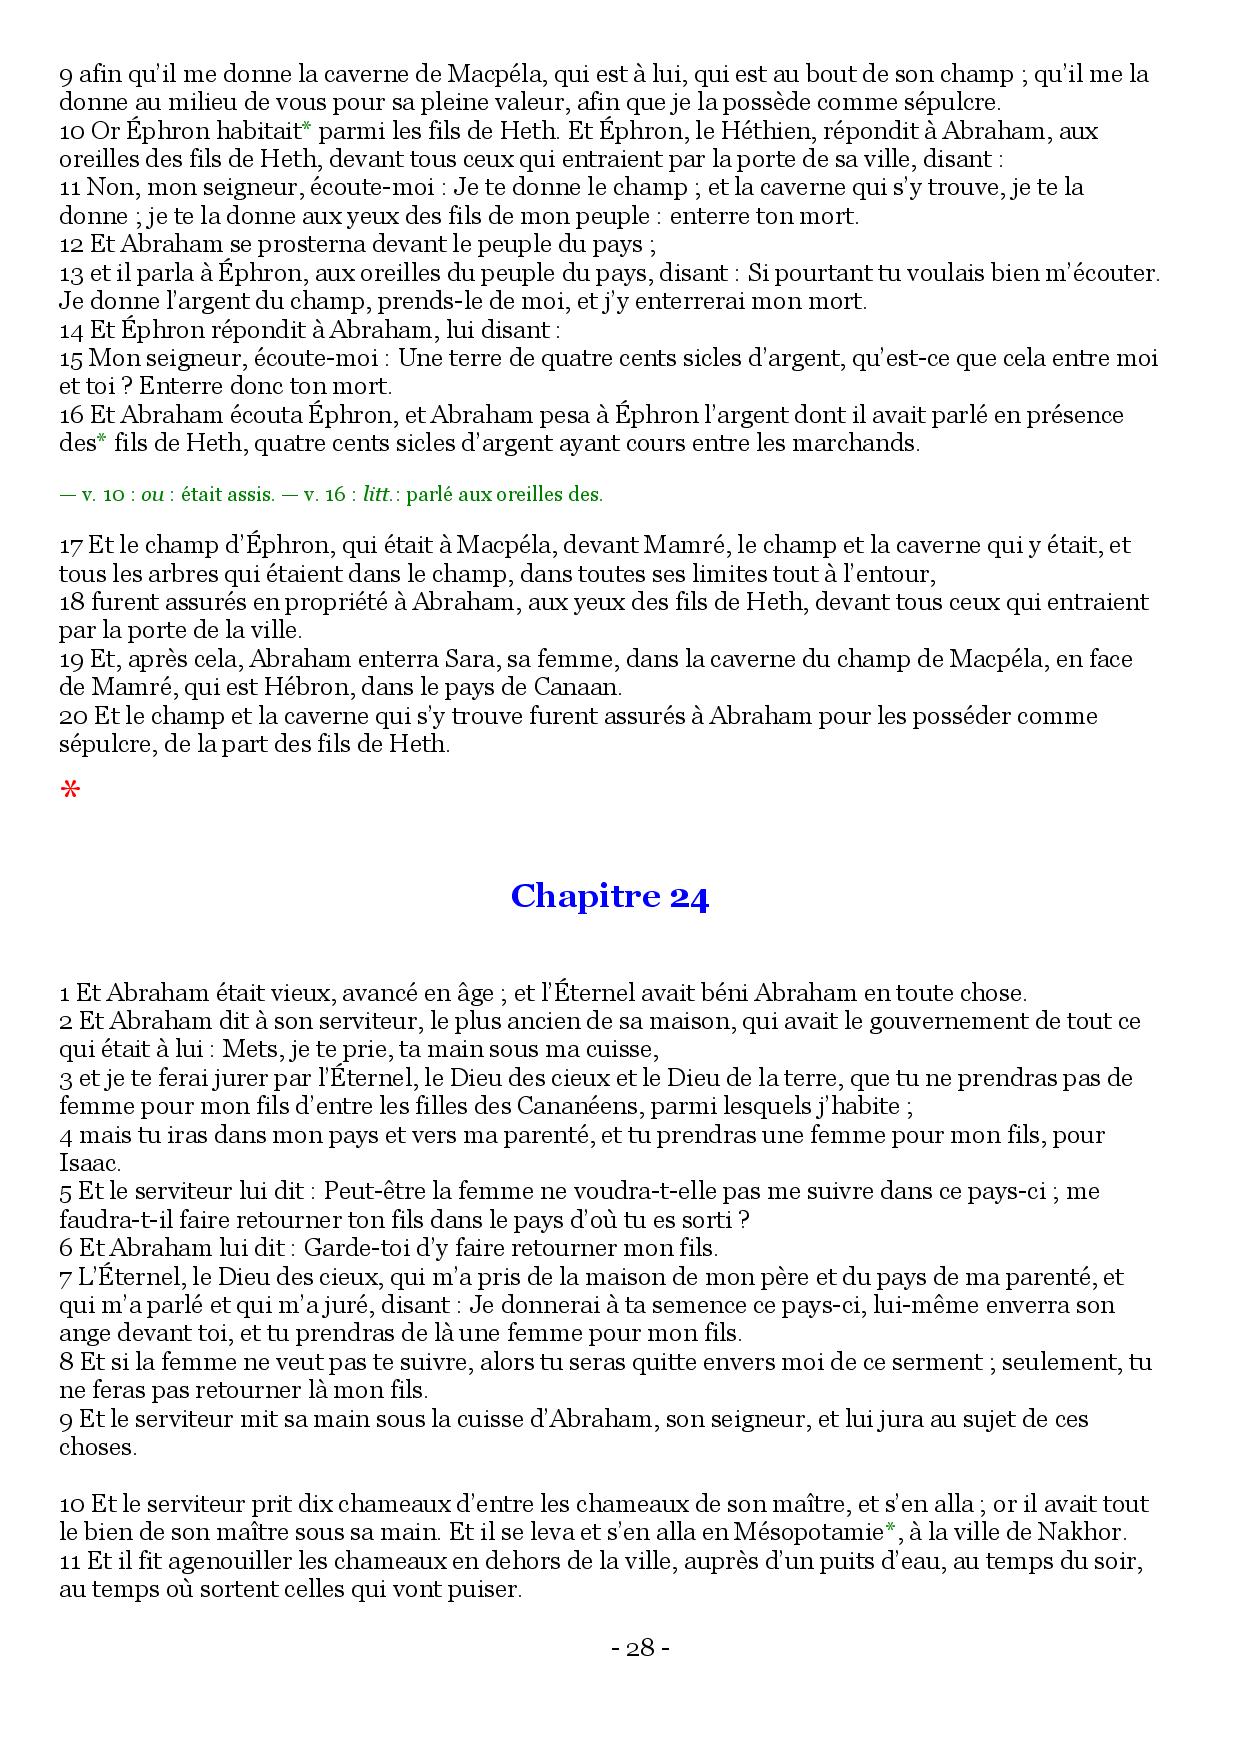 9 afin qu’il me donne la caverne de Macpéla, qui est à lui, qui est au bout de son champ ; qu’il me la
donne au milieu de vous pour sa pleine valeur, afin que je la possède comme sépulcre.
10 Or Éphron habitait* parmi les fils de Heth. Et Éphron, le Héthien, répondit à Abraham, aux
oreilles des fils de Heth, devant tous ceux qui entraient par la porte de sa ville, disant :
11 Non, mon seigneur, écoute-moi : Je te donne le champ ; et la caverne qui s’y trouve, je te la
donne ; je te la donne aux yeux des fils de mon peuple : enterre ton mort.
12 Et Abraham se prosterna devant le peuple du pays ;
13 et il parla à Éphron, aux oreilles du peuple du pays, disant : Si pourtant tu voulais bien m’écouter.
Je donne l’argent du champ, prends-le de moi, et j’y enterrerai mon mort.
14 Et Éphron répondit à Abraham, lui disant :
15 Mon seigneur, écoute-moi : Une terre de quatre cents sicles d’argent, qu’est-ce que cela entre moi
et toi ? Enterre donc ton mort.
16 Et Abraham écouta Éphron, et Abraham pesa à Éphron l’argent dont il avait parlé en présence
des* fils de Heth, quatre cents sicles d’argent ayant cours entre les marchands.
— v. 10 : ou : était assis. — v. 16 : litt.: parlé aux oreilles des.
17 Et le champ d’Éphron, qui était à Macpéla, devant Mamré, le champ et la caverne qui y était, et
tous les arbres qui étaient dans le champ, dans toutes ses limites tout à l’entour,
18 furent assurés en propriété à Abraham, aux yeux des fils de Heth, devant tous ceux qui entraient
par la porte de la ville.
19 Et, après cela, Abraham enterra Sara, sa femme, dans la caverne du champ de Macpéla, en face
de Mamré, qui est Hébron, dans le pays de Canaan.
20 Et le champ et la caverne qui s’y trouve furent assurés à Abraham pour les posséder comme
sépulcre, de la part des fils de Heth.
*
Chapitre 24
1 Et Abraham était vieux, avancé en âge ; et l’Éternel avait béni Abraham en toute chose.
2 Et Abraham dit à son serviteur, le plus ancien de sa maison, qui avait le gouvernement de tout ce
qui était à lui : Mets, je te prie, ta main sous ma cuisse,
3 et je te ferai jurer par l’Éternel, le Dieu des cieux et le Dieu de la terre, que tu ne prendras pas de
femme pour mon fils d’entre les filles des Cananéens, parmi lesquels j’habite ;
4 mais tu iras dans mon pays et vers ma parenté, et tu prendras une femme pour mon fils, pour
Isaac.
5 Et le serviteur lui dit : Peut-être la femme ne voudra-t-elle pas me suivre dans ce pays-ci ; me
faudra-t-il faire retourner ton fils dans le pays d’où tu es sorti ?
6 Et Abraham lui dit : Garde-toi d’y faire retourner mon fils.
7 L’Éternel, le Dieu des cieux, qui m’a pris de la maison de mon père et du pays de ma parenté, et
qui m’a parlé et qui m’a juré, disant : Je donnerai à ta semence ce pays-ci, lui-même enverra son
ange devant toi, et tu prendras de là une femme pour mon fils.
8 Et si la femme ne veut pas te suivre, alors tu seras quitte envers moi de ce serment ; seulement, tu
ne feras pas retourner là mon fils.
9 Et le serviteur mit sa main sous la cuisse d’Abraham, son seigneur, et lui jura au sujet de ces
choses.
10 Et le serviteur prit dix chameaux d’entre les chameaux de son maître, et s’en alla ; or il avait tout
le bien de son maître sous sa main. Et il se leva et s’en alla en Mésopotamie*, à la ville de Nakhor.
11 Et il fit agenouiller les chameaux en dehors de la ville, auprès d’un puits d’eau, au temps du soir,
au temps où sortent celles qui vont puiser.
- 28 -